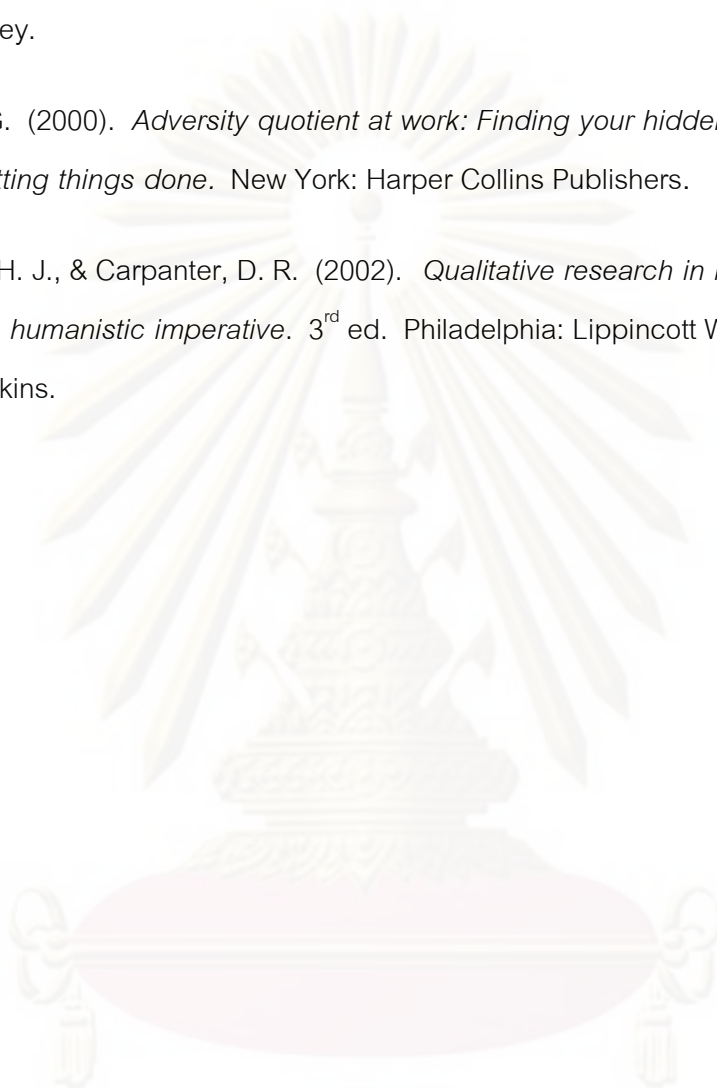 ey.
G. (2000). Adversity quotient at work: Finding your hidden
tting things done. New York: Harper Collins Publishers.
H. J., & Carpanter, D. R. (2002). Qualitative research in
humanistic imperative. 3rd ed. Philadelphia: Lippincott W
kins.